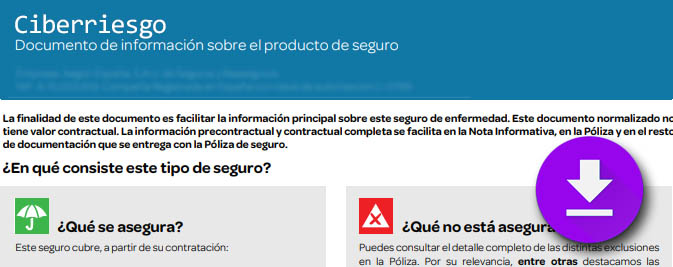 Ciberriesgo
Documento de información sobre el producto de seguro
La finalidad de este documento es facilitar la información principal sobre este seguro de enfermedad. Este documento normalizado no
tiene valor contractual. La información precontractual y contractual completa se facilita en la Nota Informativa, en la Póliza y en el resto
de documentación que se entrega con la Póliza de seguro.
¿En qué consiste este tipo de seguro?
¿Qué se asegura?
Este seguro cubre, a partir de su contratación:
¿Qué no está asegura
Puedes consultar el detalle completo de las distintas exclusiones
en la Póliza. Por su relevancia, entre otras destacamos las